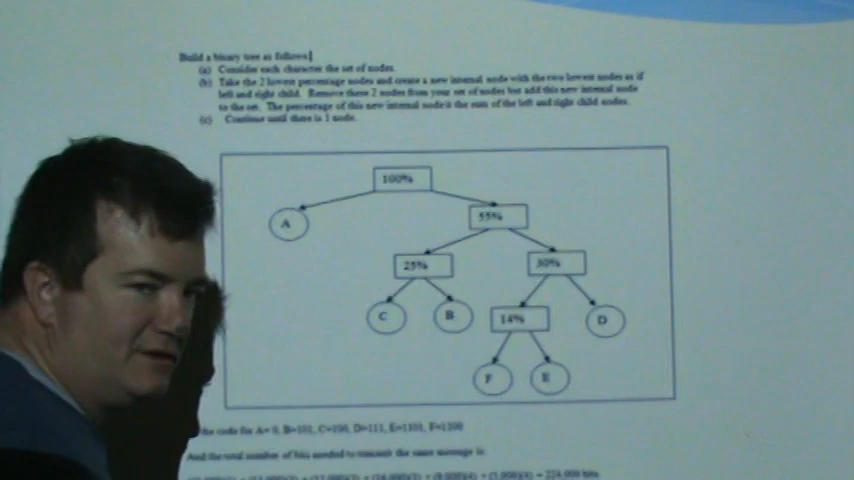 Build a binary tree as follows
(a) Consider each character the set of nodes.
(b) Take the 2 lowest percentage nodes and create a new internal node with the two lowest nodes as if
left and right child. Remove these 2 nodes from your set of nodes but add this new internal node
to the set. The percentage of this new internal node is the sum of the left and right child nodes.
(c) Continue until there is 1 node.
100%
A
55%
25%
30%
C
B
14%
D
F
E
the code for A= 0, B=101, C=100, D=111, E=1101, F=1100
And the total number of bits needed to transmit the same message is:
= 224,000 bits